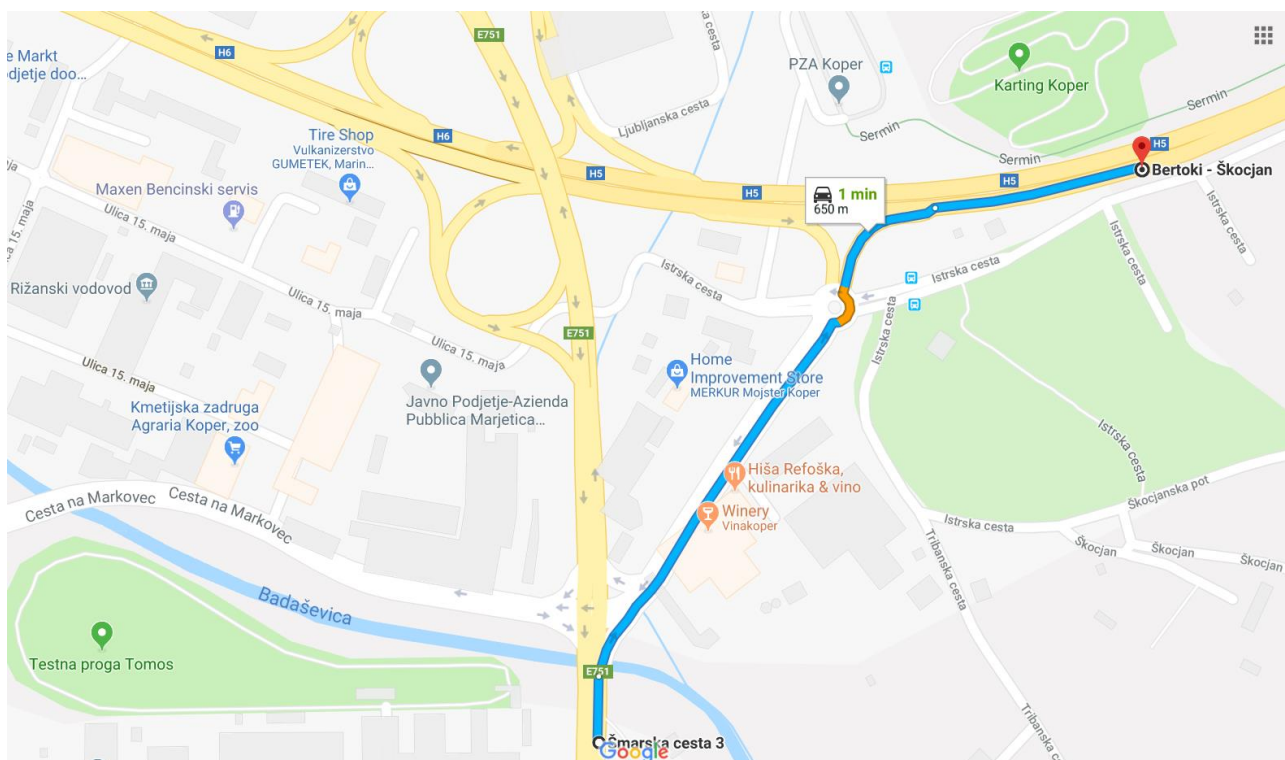 E751
H6
e Markt
odjetje doo...
PZA Koper
Ljubljanska cesta
cesta
Karting Koper
Sermin
Sermin
Sermin
H6
H5
H5
H5
H5
Tire Shop
Vulkanizerstvo
GUMETEK, Marin...
1 min
650 m
Bertoki - Škocjan
Maxen Bencinski servis
Ulica 15. maja
15. maja
Istrska cesta
Istrska cesta
Istrska cesta
Istrska cesta
Rižanski vodovod
Ulica 15. maja
E751
Ulica 15. maja
Ulica 15. maja
Istrska cesta
Istrska cesta
Home
Improvement Store
MERKUR Mojster Koper
Javno Podjetje-Azienda
Pubblica Marjetica...
Kmetijska zadruga
Agraria Koper, zoo
Hiša Refoška,
kulinarika & vino
Winery
Vinakoper
Cesta na Markovec
Cesta na Markovec
Škocjanska pot
Istrska cesta
Škocjan
Škocjan
Škocjan
Tribanska cesta
Tribanska cesta
Badaševica
Testna proga Tomos
E751
Šmarska cesta 3
Google